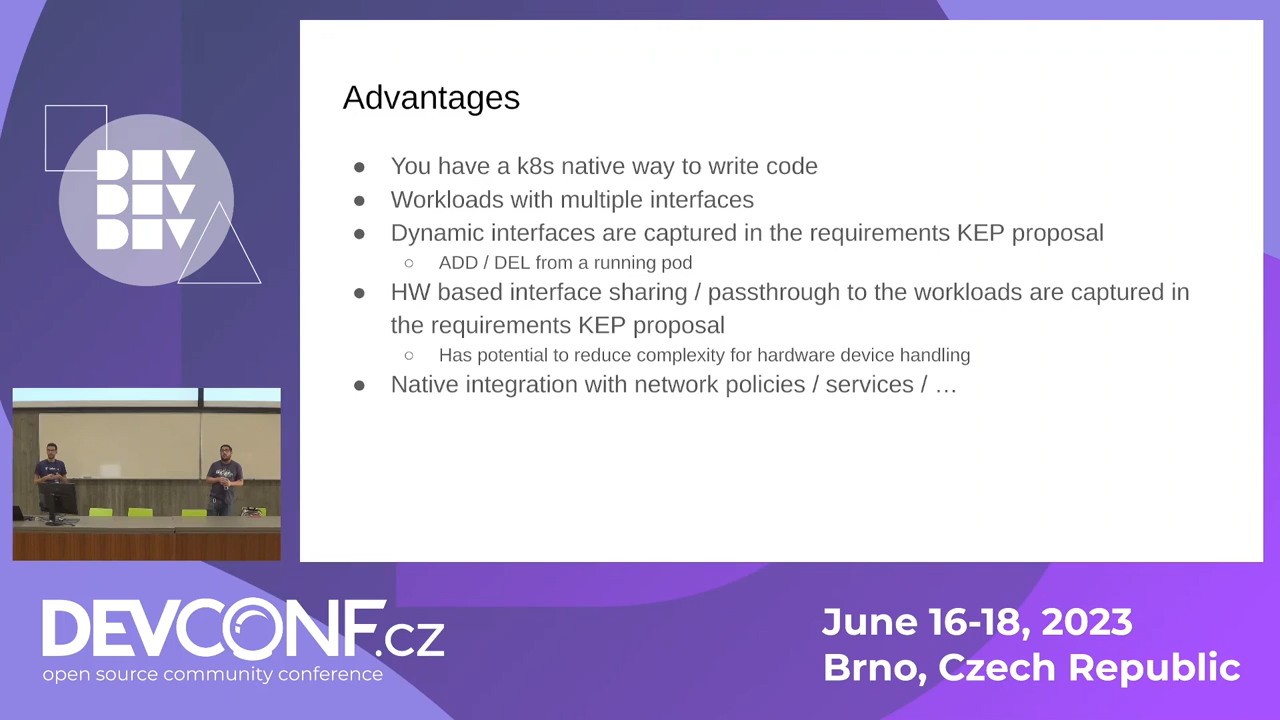 Advantages
● You have a k8s native way to write code
● Workloads with multiple interfaces
● Dynamic interfaces are captured in the requirements KEP proposal
○ ADD / DEL from a running pod
● HW based interface sharing / passthrough to the workloads are captured in
the requirements KEP proposal
○ Has potential to reduce complexity for hardware device handling
● Native integration with network policies / services / …
DEV
DEV
DEV
DEVCONF.cz
open source community conference
June 16-18, 2023
Brno, Czech Republic